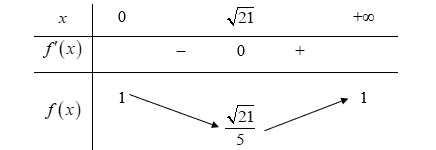 x 0 √21 +∞
f'(x) − 0 +
f(x) 1 √21/5 1